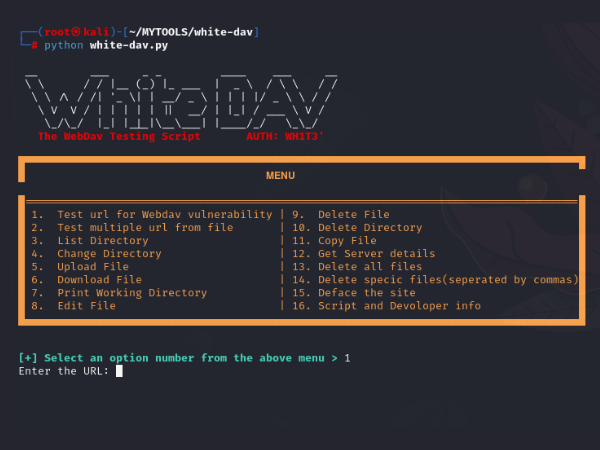 ┌──(root㉿kali)-[~/MYTOOLS/white-dav]
└─# python white-dav.py
White DAV
The WebDav Testing Script AUTH: WH1T3'
MENU
1. Test url for Webdav vulnerability | 9. Delete File
2. Test multiple url from file | 10. Delete Directory
3. List Directory | 11. Copy File
4. Change Directory | 12. Get Server details
5. Upload File | 13. Delete all files
6. Download File | 14. Delete specic files(seperated by commas)
7. Print Working Directory | 15. Deface the site
8. Edit File | 16. Script and Devoloper info
[+] Select an option number from the above menu > 1
Enter the URL: